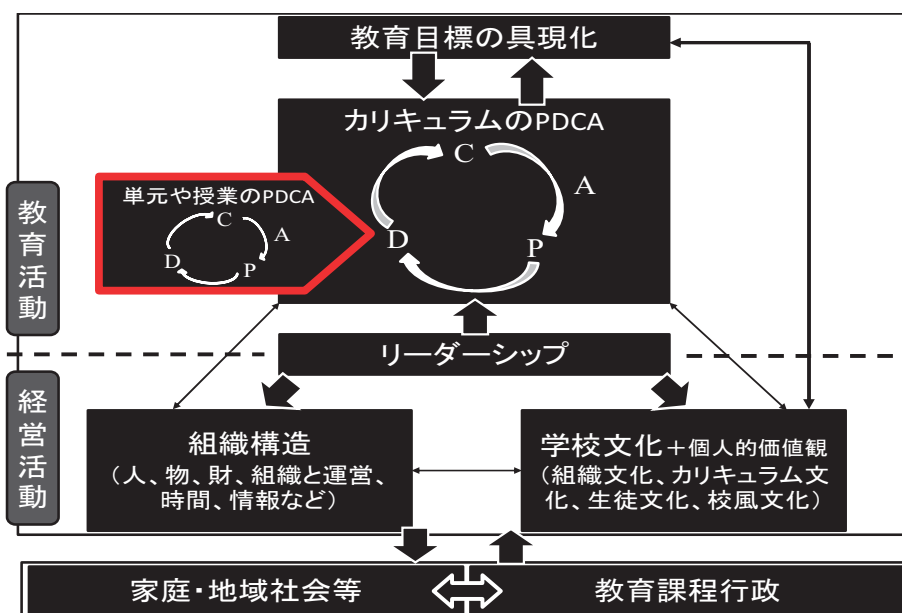 教育目標の具現化
カリキュラムのPDCA
C
A
P
D
単元や授業のPDCA
C
A
P
D
教育活動
リーダーシップ
経営活動
組織構造
（人、物、財、組織と運営、
時間、情報など）
学校文化＋個人的価値観
（組織文化、カリキュラム文
化、生徒文化、校風文化）
家庭・地域社会等
教育課程行政